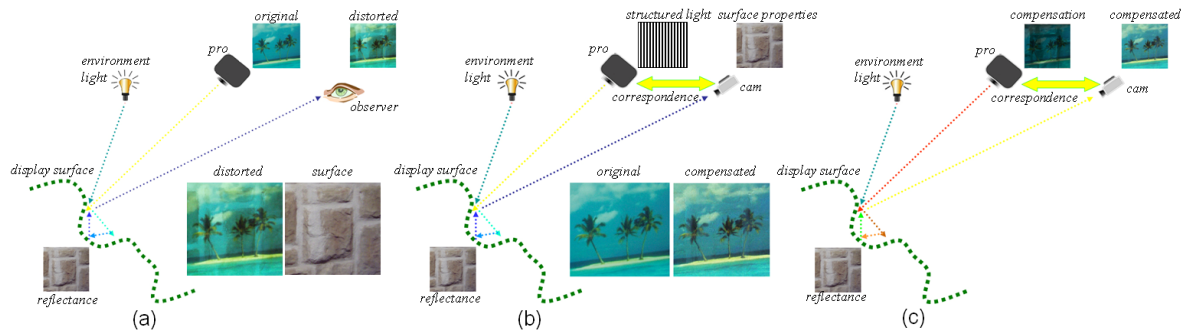 original
distorted
pro
environment
light
observer
display surface
distorted
surface
reflectance
(a)
structured light
surface properties
pro
environment
light
cam
correspondence
display surface
original
compensated
reflectance
(b)
compensation
compensated
pro
environment
light
cam
correspondence
display surface
reflectance
(c)